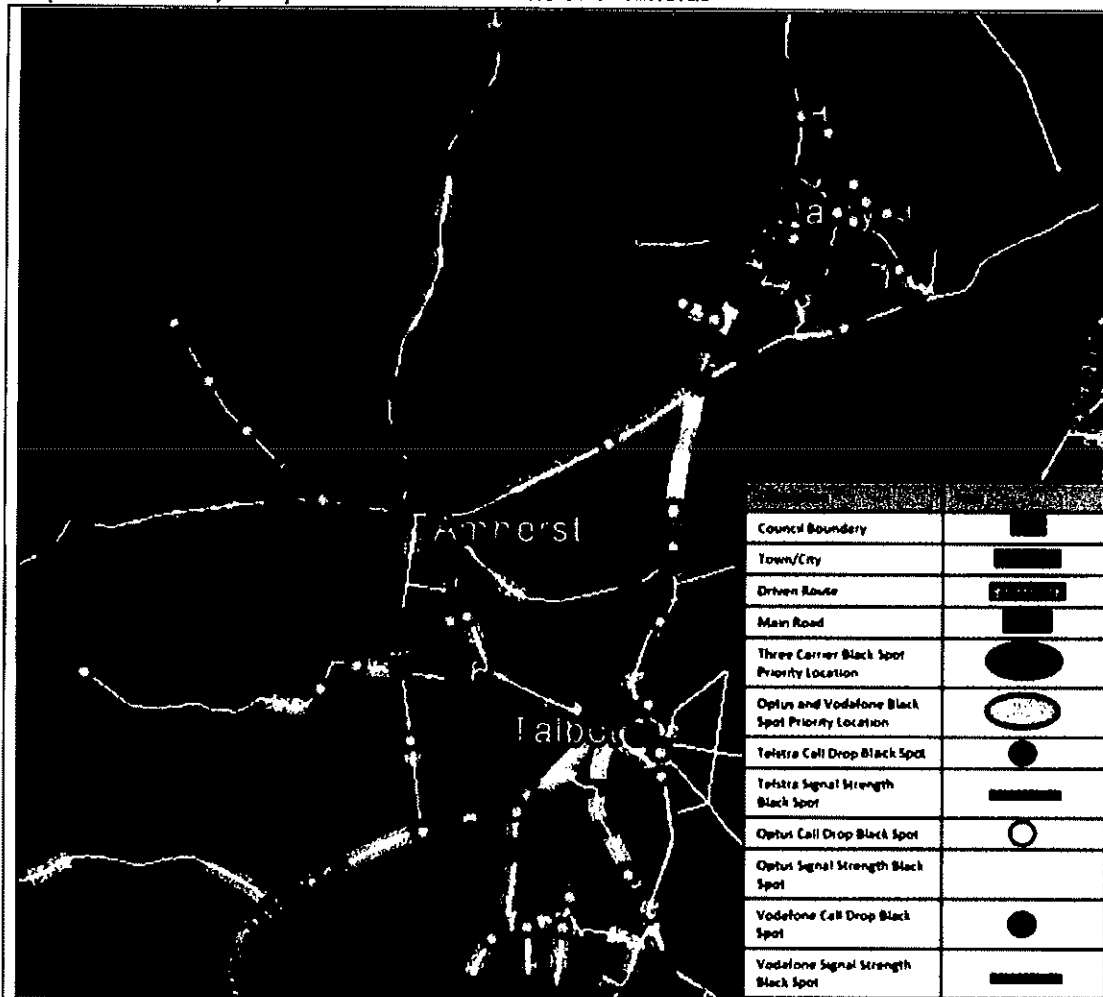 Amherst
Talbot
Council Boundary
Town/City
Driven Route
Main Road
Three Carrier Black Spot
Priority Location
Optus and Vodafone Black
Spot Priority Location
Telstra Call Drop Black Spot
Telstra Signal Strength
Black Spot
Optus Call Drop Black Spot
Optus Signal Strength Black
Spot
Vodafone Call Drop Black
Spot
Vodafone Signal Strength
Black Spot